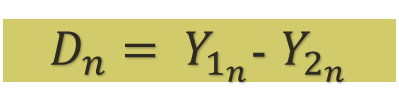 Dₙ = Y₁ₙ - Y₂ₙ